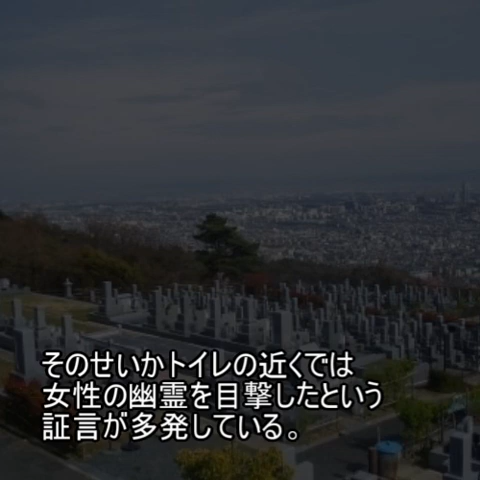 そのせいかトイレの近くでは
女性の幽霊を目撃したという
証言が多発している。